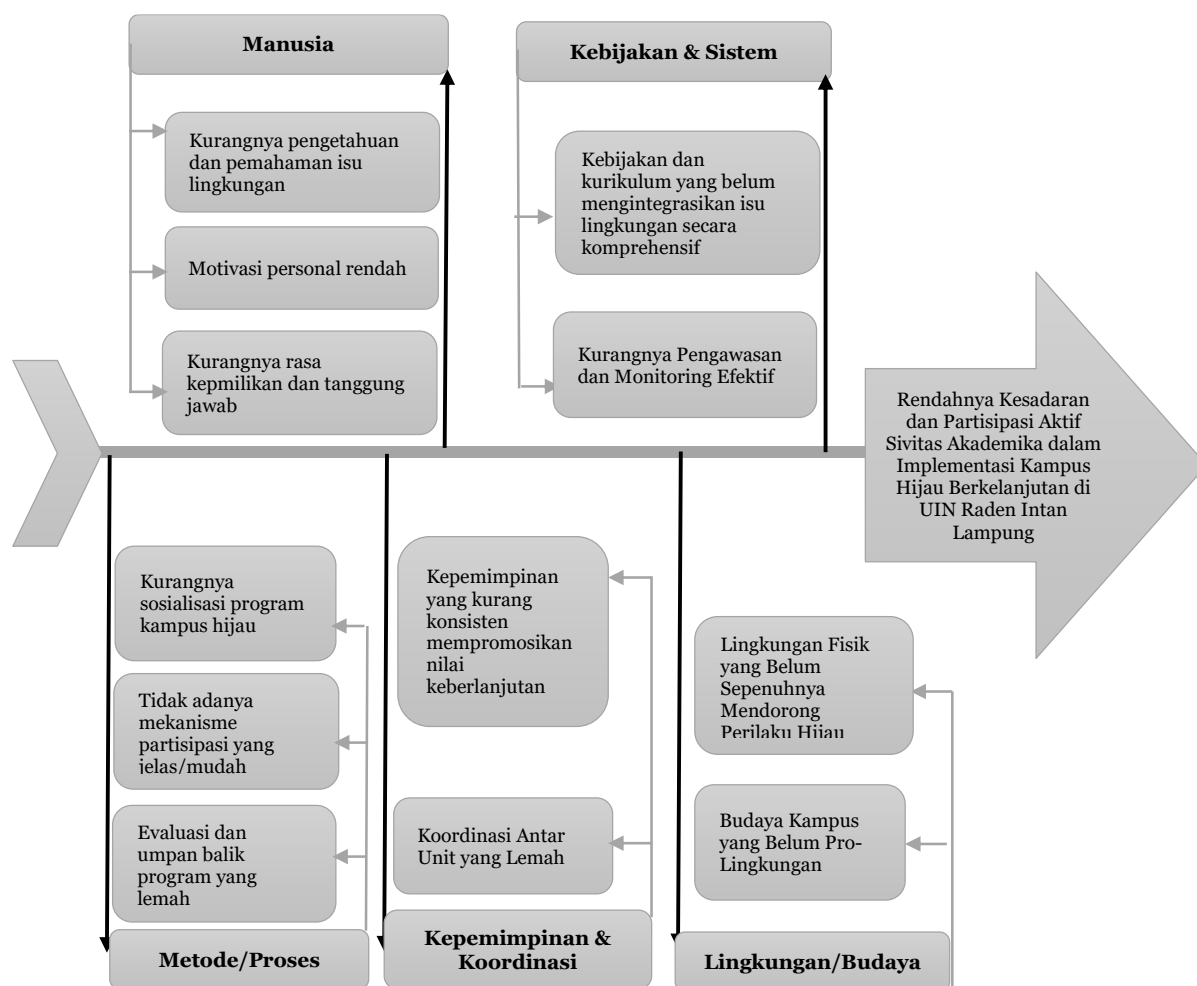 Manusia
Kurangnya pengetahuan
dan pemahaman isu
lingkungan
Motivasi personal rendah
Kurangnya rasa
kepmilikan dan tanggung
jawab
Kebijakan & Sistem
Kebijakan dan
kurikulum yang belum
mengintegrasikan isu
lingkungan secara
komprehensif
Kurangnya Pengawasan
dan Monitoring Efektif
Rendahnya Kesadaran
dan Partisipasi Aktif
Sivitas Akademika dalam
Implementasi Kampus
Hijau Berkelanjutan di
UIN Raden Intan
Lampung
Kurangnya
sosialisasi program
kampus hijau
Tidak adanya
mekanisme
partisipasi yang
jelas/mudah
Evaluasi dan
umpan balik
program yang
lemah
Metode/Proses
Kepemimpinan
yang kurang
konsisten
mempromosikan
nilai
keberlanjutan
Koordinasi Antar
Unit yang Lemah
Kepemimpinan &
Koordinasi
Lingkungan Fisik
yang Belum
Sepenuhnya
Mendorong
Perilaku Hijau
Budaya Kampus
yang Belum Pro-
Lingkungan
Lingkungan/Budaya